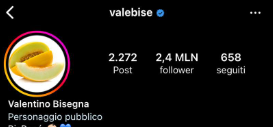 valebise
2.272 2,4 MLN 658
Post follower seguiti
Valentino Bisegna
Personaggio pubblico